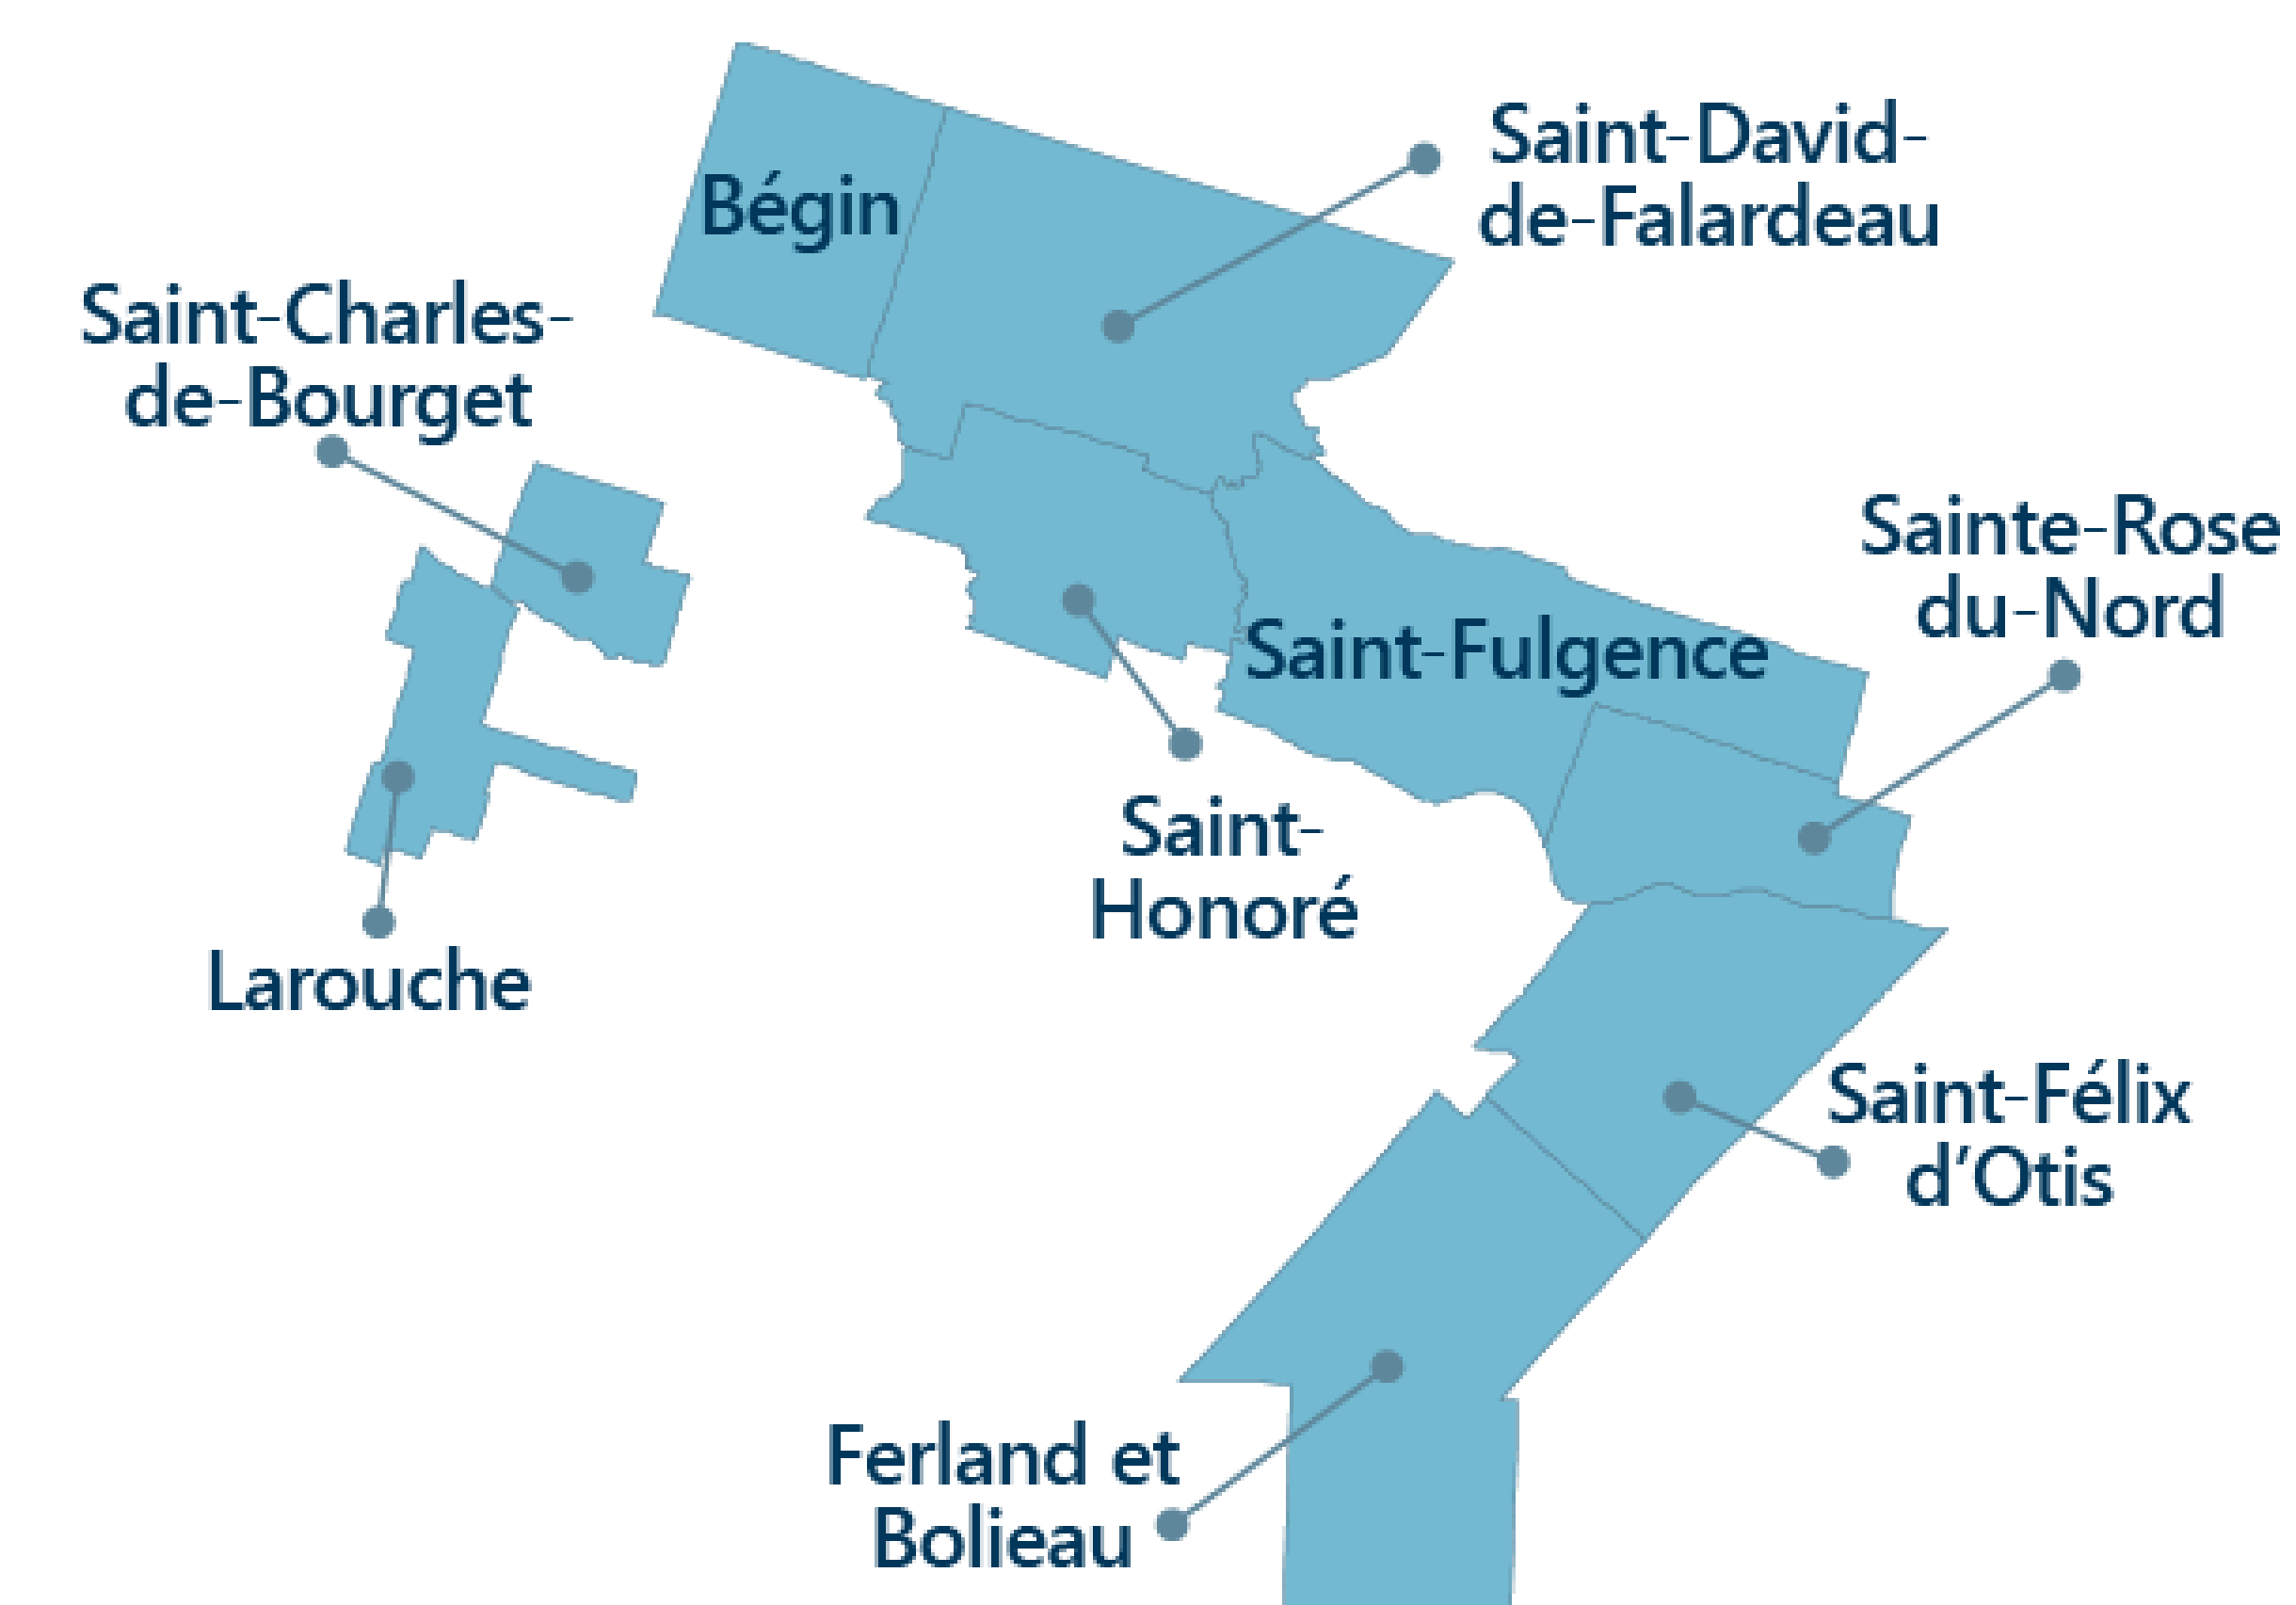 Saint-David-
de-Falardeau
Bégin
Saint-Charles-
de-Bourget
Sainte-Rose
du-Nord
Saint-Fulgence
Saint-
Honoré
Larouche
Saint-Félix
d’Otis
Ferland et
Bolieau